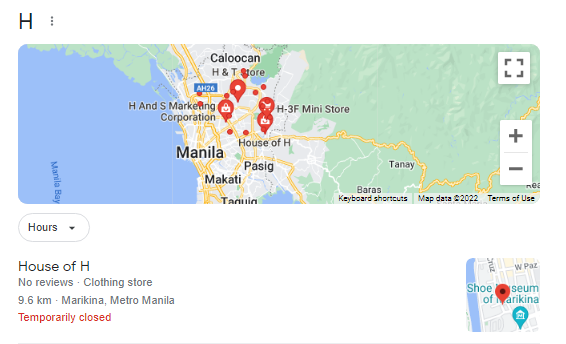 H
Caloocan
H & T Store
AH26
H And S Marketing
Corporation
H-3F Mini Store
House of H
Manila
Pasig
Makati
Taguig
Tanay
Baras
Manila Bay
Keyboard shortcuts
Map data ©2022
Terms of Use
Hours
House of H
No reviews · Clothing store
9.6 km · Marikina, Metro Manila
Temporarily closed
W Paz
Shoe Museum
of Marikina